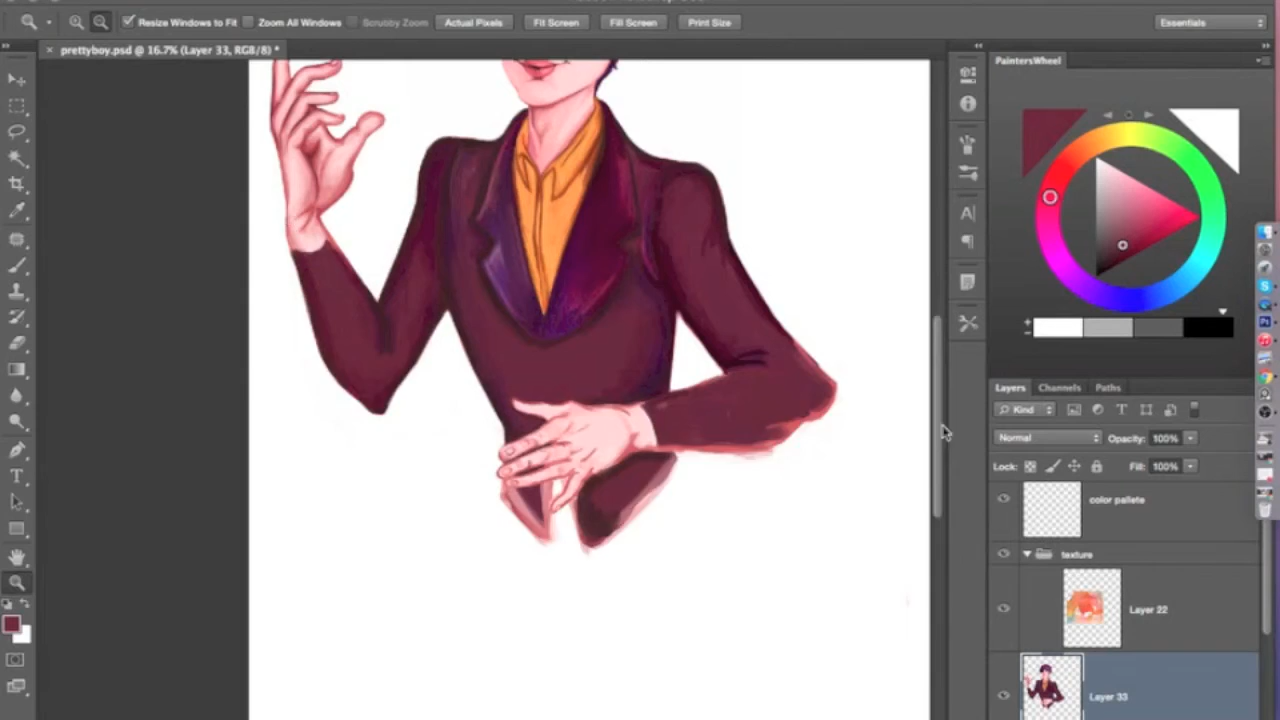 Resize Windows to Fit Zoom All Windows Scrubby Zoom Actual Pixels Fit Screen Fill Screen Print Size Essentials
prettyboy.psd @ 16.7% (Layer 33, RGB/8) *
PaintersWheel
Layers Channels Paths
Kind
Normal Opacity: 100%
Lock: Fill: 100%
color pallete
texture
Layer 22
Layer 33